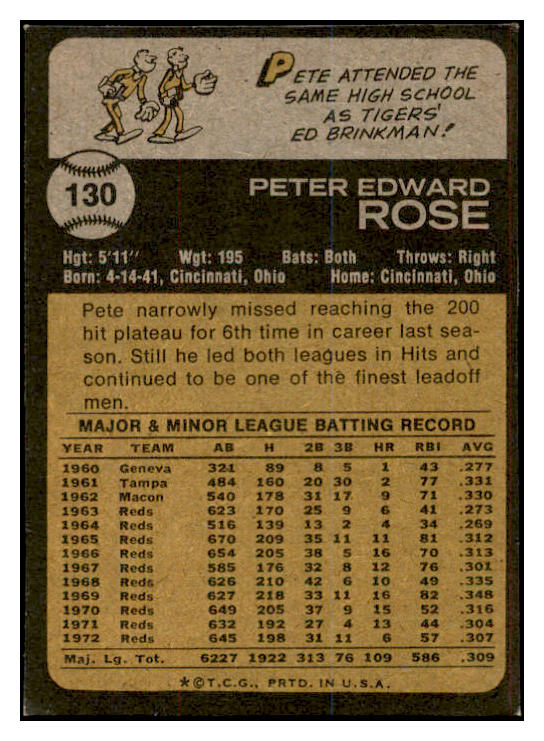 PETE ATTENDED THE
SAME HIGH SCHOOL
AS TIGERS'
ED BRINKMAN!
130
PETER EDWARD
ROSE
Hgt: 5'11" Wgt: 195 Bats: Both Throws: Right
Born: 4-14-41, Cincinnati, Ohio Home: Cincinnati, Ohio
Pete narrowly missed reaching the 200
hit plateau for 6th time in career last sea-
son. Still he led both leagues in Hits and
continued to be one of the finest leadoff
men.
MAJOR & MINOR LEAGUE BATTING RECORD
YEAR TEAM AB H 2B 3B HR RBI AVG
1960 Geneva 321 89 8 5 1 43 .277
1961 Tampa 484 160 20 30 2 77 .331
1962 Macon 540 178 31 17 9 71 .330
1963 Reds 623 170 25 9 6 41 .273
1964 Reds 516 139 13 2 4 34 .269
1965 Reds 670 209 35 11 11 81 .312
1966 Reds 654 205 38 5 16 70 .313
1967 Reds 585 176 32 8 12 76 .301
1968 Reds 626 210 42 6 10 49 .335
1969 Reds 627 218 33 11 16 82 .348
1970 Reds 649 205 37 9 15 52 .316
1971 Reds 632 192 27 4 13 44 .304
1972 Reds 645 198 31 11 6 57 .307
Maj. Lg. Tot. 6227 1922 313 76 109 586 .309
*©T.C.G., PRTD. IN U.S.A.